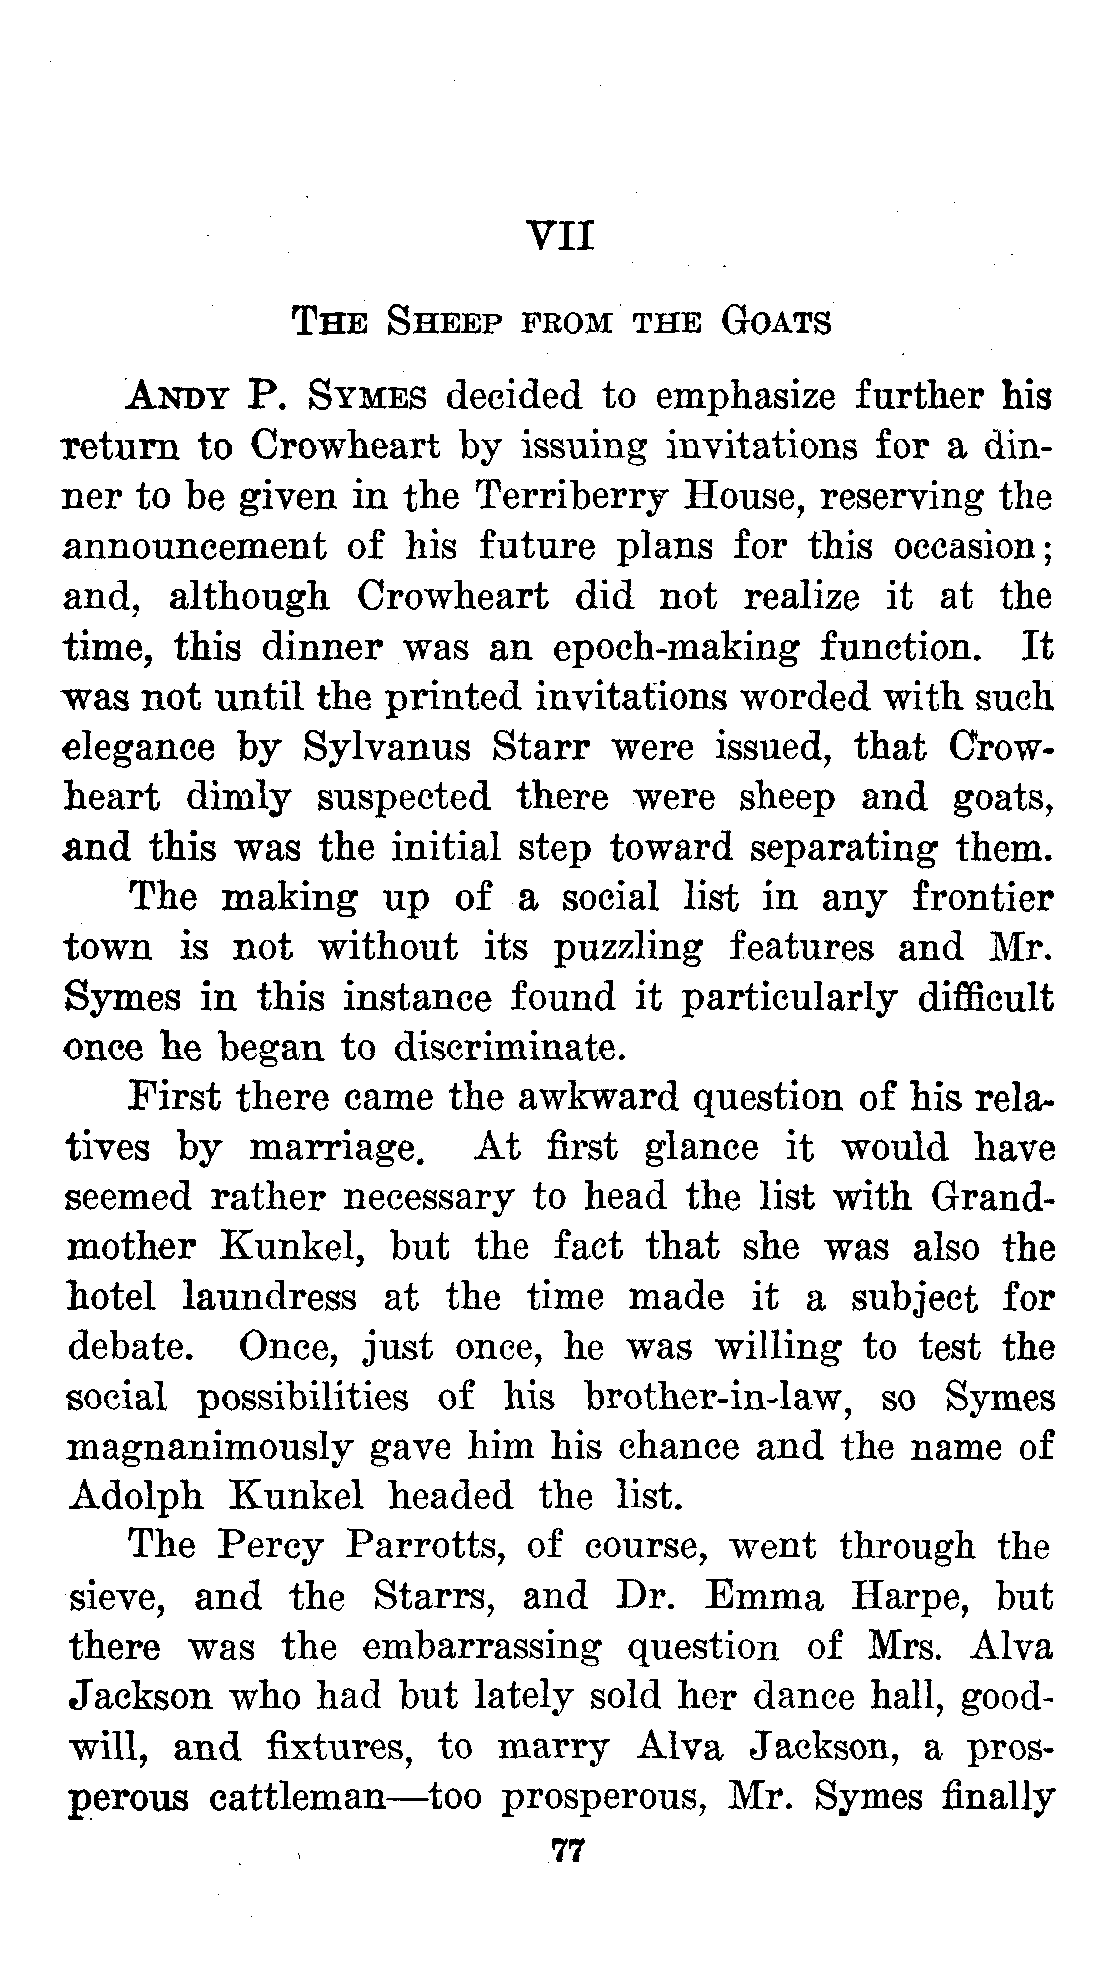 VII
THE SHEEP FROM THE GOATS
ANDY P. SYMES decided to emphasize further his
return to Crowheart by issuing invitations for a din-
ner to be given in the Terriberry House, reserving the
announcement of his future plans for this occasion;
and, although Crowheart did not realize it at the
time, this dinner was an epoch-making function. It
was not until the printed invitations worded with such
elegance by Sylvanus Starr were issued, that Crow-
heart dimly suspected there were sheep and goats,
and this was the initial step toward separating them.
The making up of a social list in any frontier
town is not without its puzzling features and Mr.
Symes in this instance found it particularly difficult
once he began to discriminate.
First there came the awkward question of his rela-
tives by marriage. At first glance it would have
seemed rather necessary to head the list with Grand-
mother Kunkel, but the fact that she was also the
hotel laundress at the time made it a subject for
debate. Once, just once, he was willing to test the
social possibilities of his brother-in-law, so Symes
magnanimously gave him his chance and the name of
Adolph Kunkel headed the list.
The Percy Parrotts, of course, went through the
sieve, and the Starrs, and Dr. Emma Harpe, but
there was the embarrassing question of Mrs. Alva
Jackson who had but lately sold her dance hall, good-
will, and fixtures, to marry Alva Jackson, a pros-
perous cattleman—too prosperous, Mr. Symes finally
77